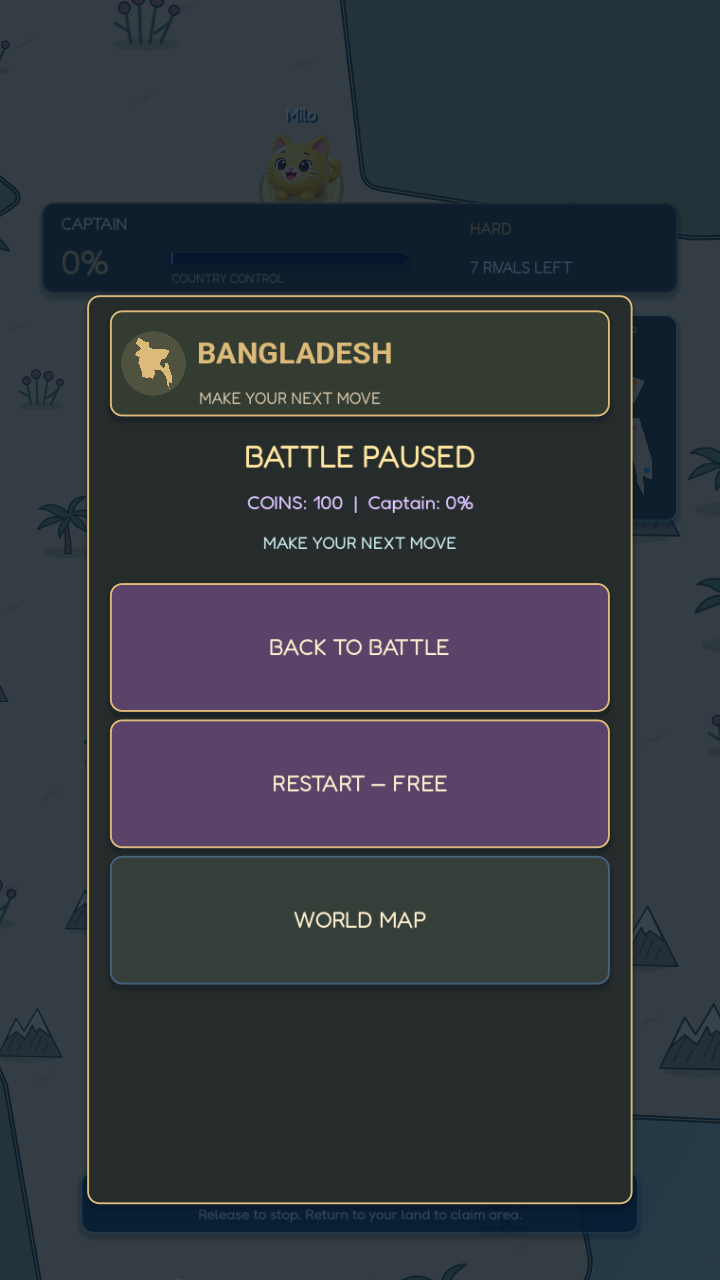 Milo
CAPTAIN
HARD
0%
7 RIVALS LEFT
COUNTRY CONTROL
BANGLADESH
MAKE YOUR NEXT MOVE
BATTLE PAUSED
COINS: 100 | Captain: 0%
MAKE YOUR NEXT MOVE
BACK TO BATTLE
RESTART – FREE
WORLD MAP
Release to stop. Return to your land to claim area.